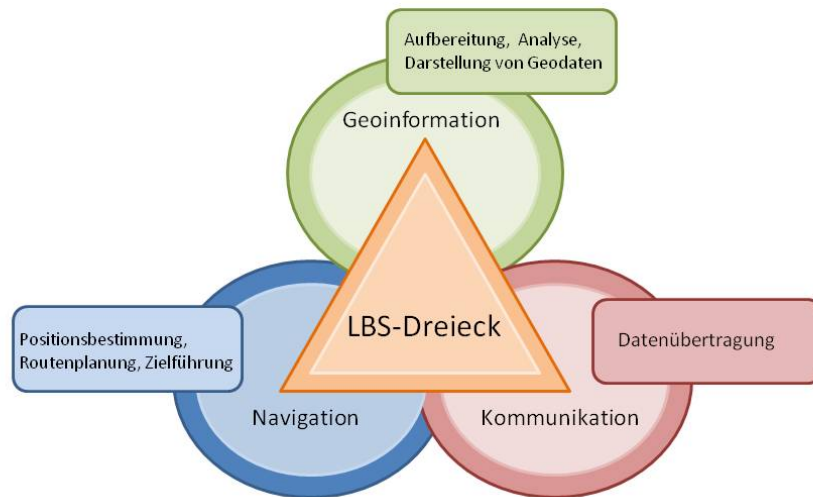 Aufbereitung, Analyse,
Darstellung von Geodaten
Geoinformation
LBS-Dreieck
Positionsbestimmung,
Routenplanung, Zielführung
Navigation
Datenübertragung
Kommunikation